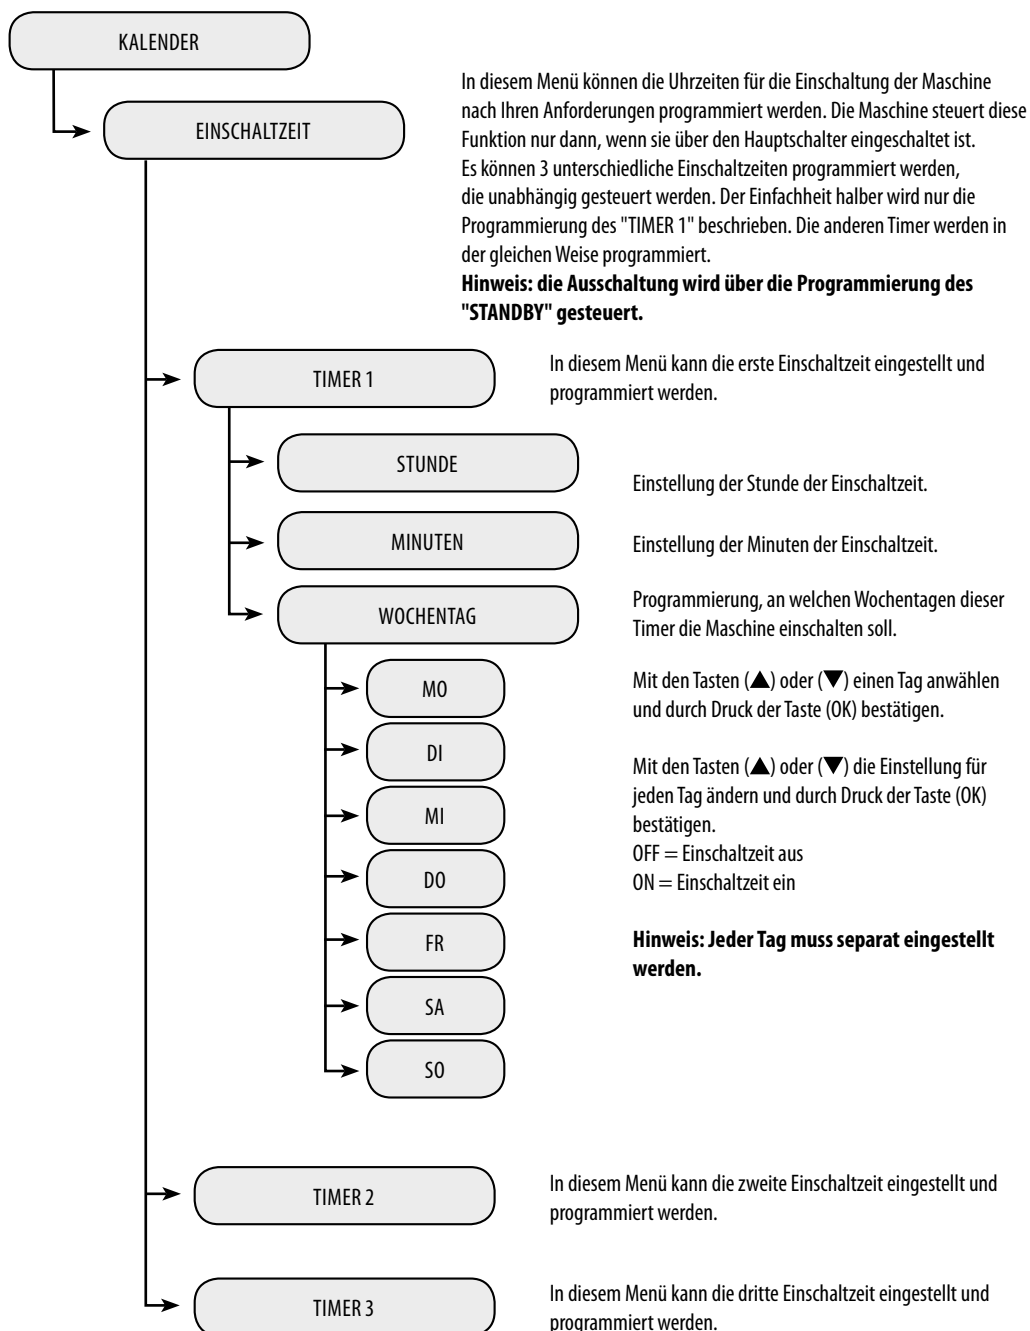 KALENDER
EINSCHALTZEIT
In diesem Menü können die Uhrzeiten für die Einschaltung der Maschine
nach Ihren Anforderungen programmiert werden. Die Maschine steuert diese
Funktion nur dann, wenn sie über den Hauptschalter eingeschaltet ist.
Es können 3 unterschiedliche Einschaltzeiten programmiert werden,
die unabhängig gesteuert werden. Der Einfachheit halber wird nur die
Programmierung des "TIMER 1" beschrieben. Die anderen Timer werden in
der gleichen Weise programmiert.
Hinweis: die Ausschaltung wird über die Programmierung des
"STANDBY" gesteuert.
TIMER 1
In diesem Menü kann die erste Einschaltzeit eingestellt und
programmiert werden.
STUNDE
Einstellung der Stunde der Einschaltzeit.
MINUTEN
Einstellung der Minuten der Einschaltzeit.
WOCHENTAG
Programmierung, an welchen Wochentagen dieser
Timer die Maschine einschalten soll.
MO
DI
MI
DO
FR
SA
SO
Mit den Tasten (▲) oder (▼) einen Tag anwählen
und durch Druck der Taste (OK) bestätigen.
Mit den Tasten (▲) oder (▼) die Einstellung für
jeden Tag ändern und durch Druck der Taste (OK)
bestätigen.
OFF = Einschaltzeit aus
ON = Einschaltzeit ein
Hinweis: Jeder Tag muss separat eingestellt
werden.
TIMER 2
In diesem Menü kann die zweite Einschaltzeit eingestellt und
programmiert werden.
TIMER 3
In diesem Menü kann die dritte Einschaltzeit eingestellt und
programmiert werden.